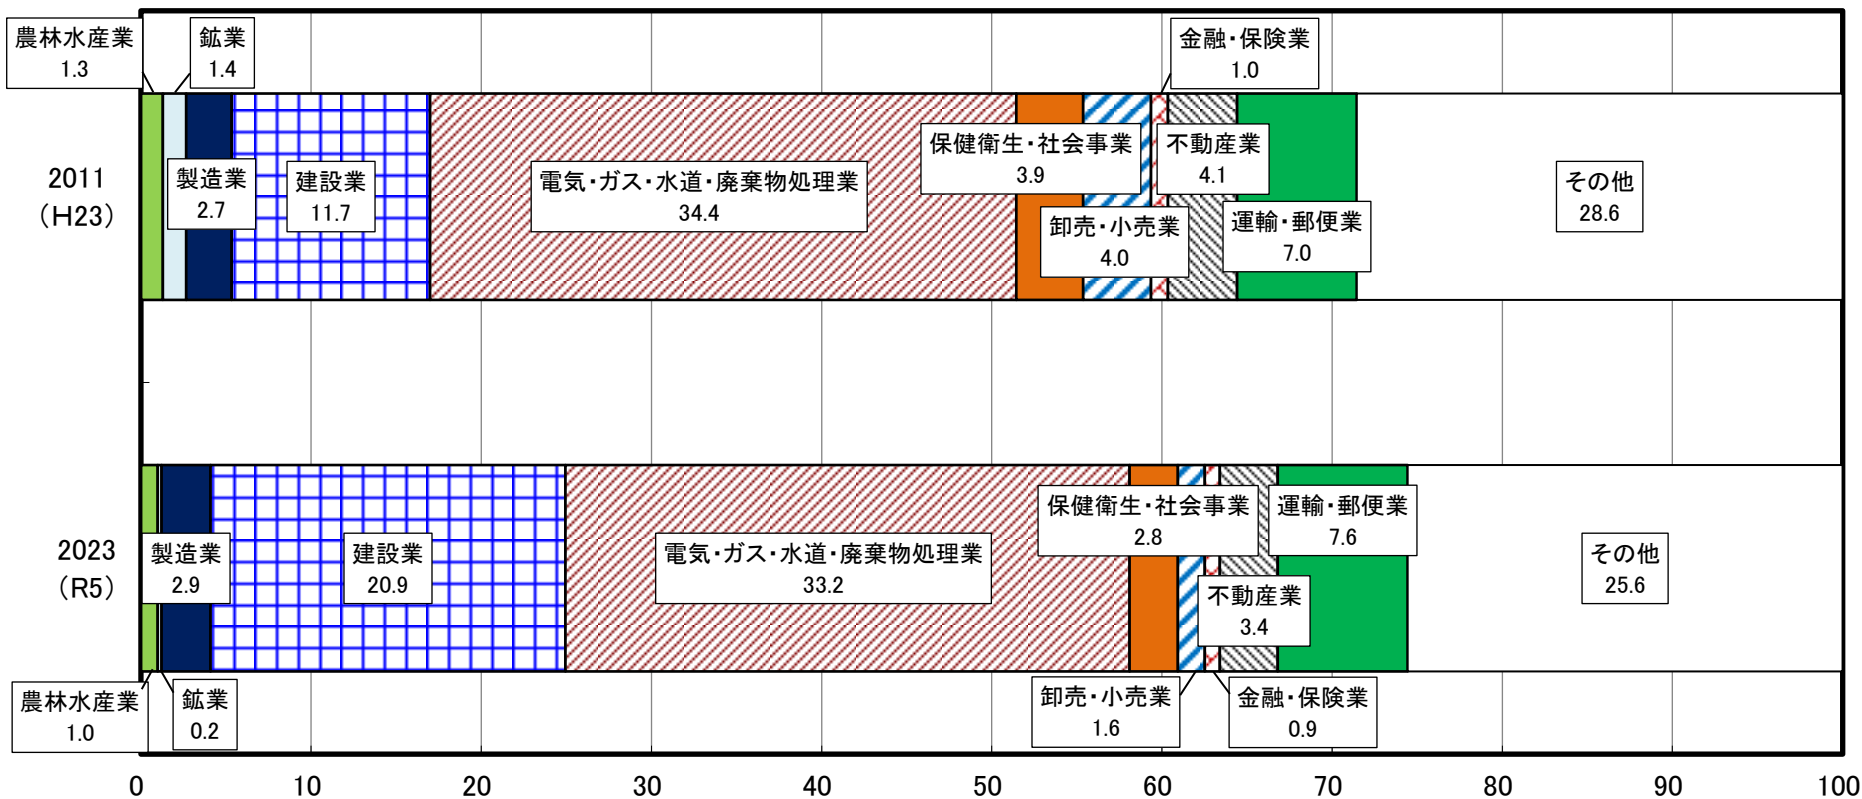 農林水産業
1.3
鉱業
1.4
金融・保険業
1.0
2011
（H23）
製造業
2.7
建設業
11.7
電気・ガス・水道・廃棄物処理業
34.4
保健衛生・社会事業
3.9
卸売・小売業
4.0
不動産業
4.1
運輸・郵便業
7.0
その他
28.6
2023
（R5）
製造業
2.9
建設業
20.9
電気・ガス・水道・廃棄物処理業
33.2
保健衛生・社会事業
2.8
不動産業
3.4
運輸・郵便業
7.6
その他
25.6
農林水産業
1.0
鉱業
0.2
卸売・小売業
1.6
金融・保険業
0.9
0 10 20 30 40 50 60 70 80 90 100